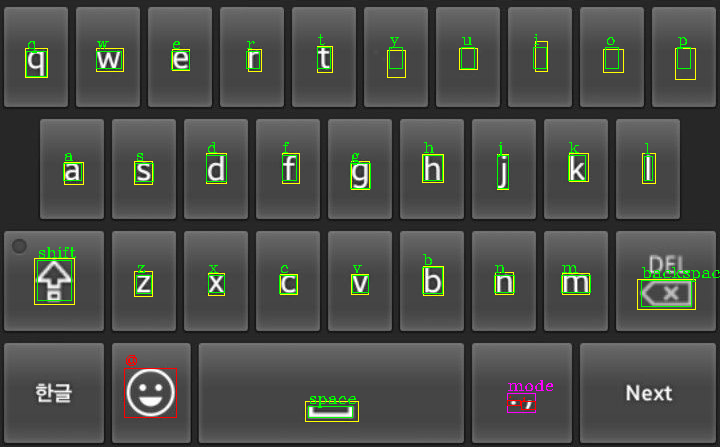 q w e r t y u i o p
q w e r t
a s d f g h j k l
a s d f g h j k l
shift z x c v b n m backspac
z x c v b n m DEL
space mode
한글 Next